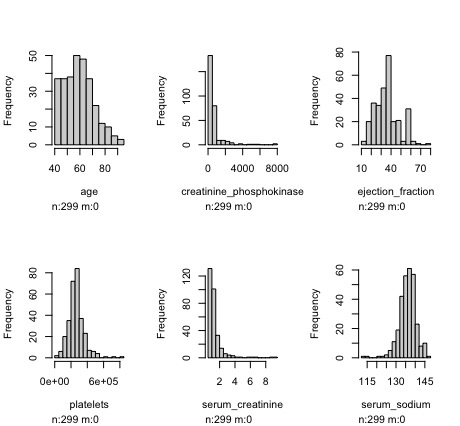 Frequency
0
10
30
50
40
60
80
age
n:299 m:0
Frequency
0
50
100
0
4000
8000
creatinine_phosphokinase
n:299 m:0
Frequency
0
20
40
60
80
10
40
70
ejection_fraction
n:299 m:0
Frequency
0
20
40
60
80
0e+00
6e+05
platelets
n:299 m:0
Frequency
0
40
80
120
2
4
6
8
serum_creatinine
n:299 m:0
Frequency
0
20
40
60
115
130
145
serum_sodium
n:299 m:0